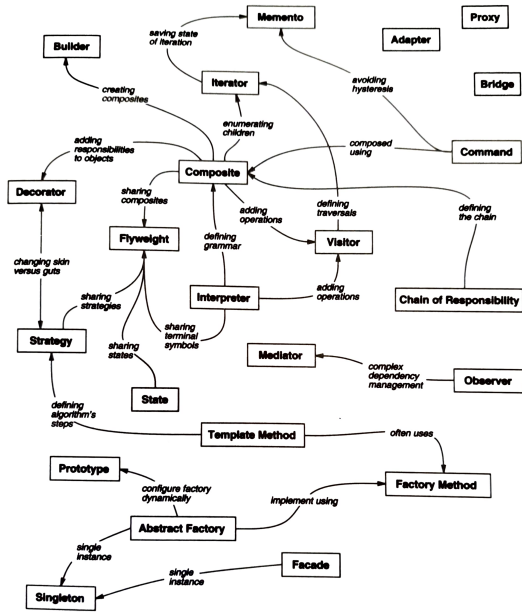 Memento
Proxy
saving state
of iteration
Adapter
Builder
Iterator
avoiding
hysteresis
Bridge
creating
composites
enumerating
children
adding
responsibilities
to objects
composed
using
Command
Composite
Decorator
sharing
composites
adding
operations
defining
traversals
defining
the chain
Flyweight
defining
grammar
Visitor
changing skin
versus guts
sharing
strategies
Interpreter
adding
operations
Chain of Responsibility
Strategy
sharing
states
sharing
terminal
symbols
Mediator
complex
dependency
management
Observer
State
defining
algorithm's
steps
Template Method
often uses
Prototype
configure factory
dynamically
implement using
Factory Method
Abstract Factory
single
instance
Facade
single
instance
Singleton